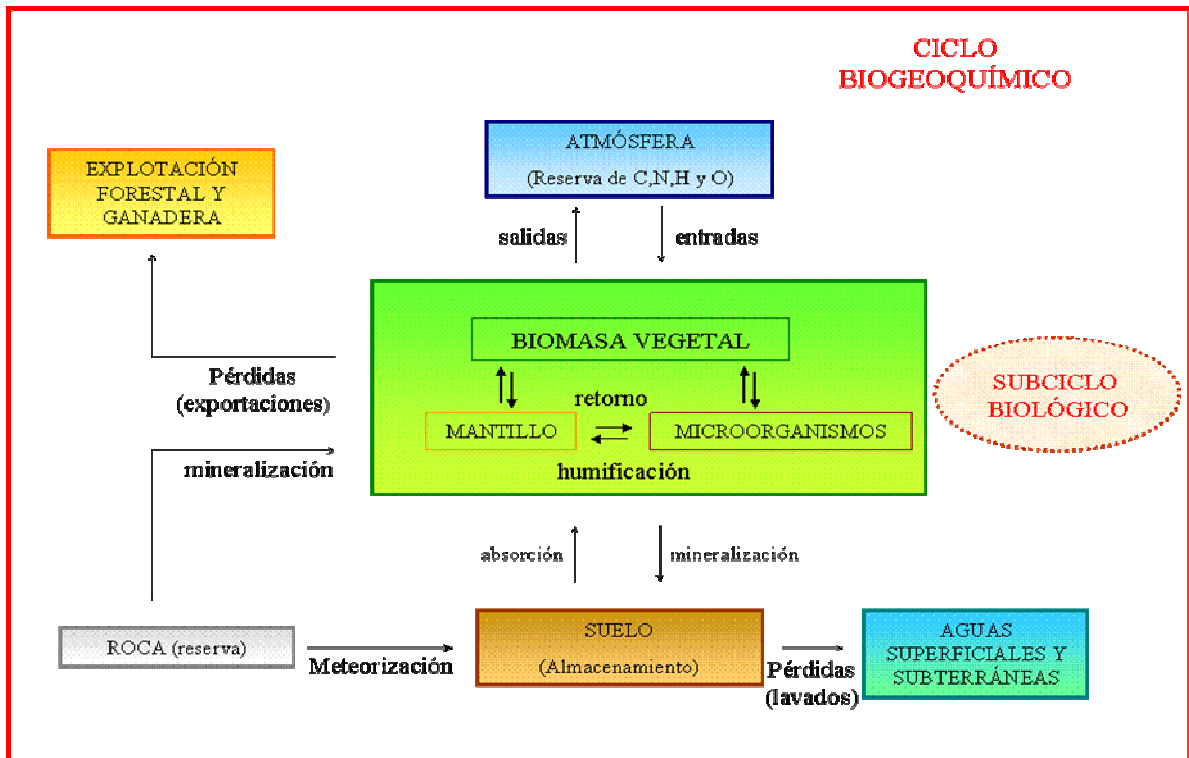 CICLO
BIOGEOQUÍMICO
ATMÓSFERA
(Reserva de C,N,H y O)
EXPLOTACIÓN
FORESTAL Y
GANADERA
salidas
entradas
BIOMASA VEGETAL
Pérdidas
(exportaciones)
retorno
MANTILLO
MICROORGANISMOS
humificación
SUBCICLO
BIOLÓGICO
mineralización
absorción
mineralización
ROCA (reserva)
Meteorización
SUELO
(Almacenamiento)
Pérdidas
(lavados)
AGUAS
SUPERFICIALES Y
SUBTERRÁNEAS